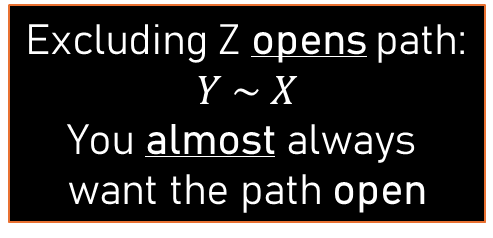 Excluding Z opens path:
Y ~ X
You almost always
want the path open